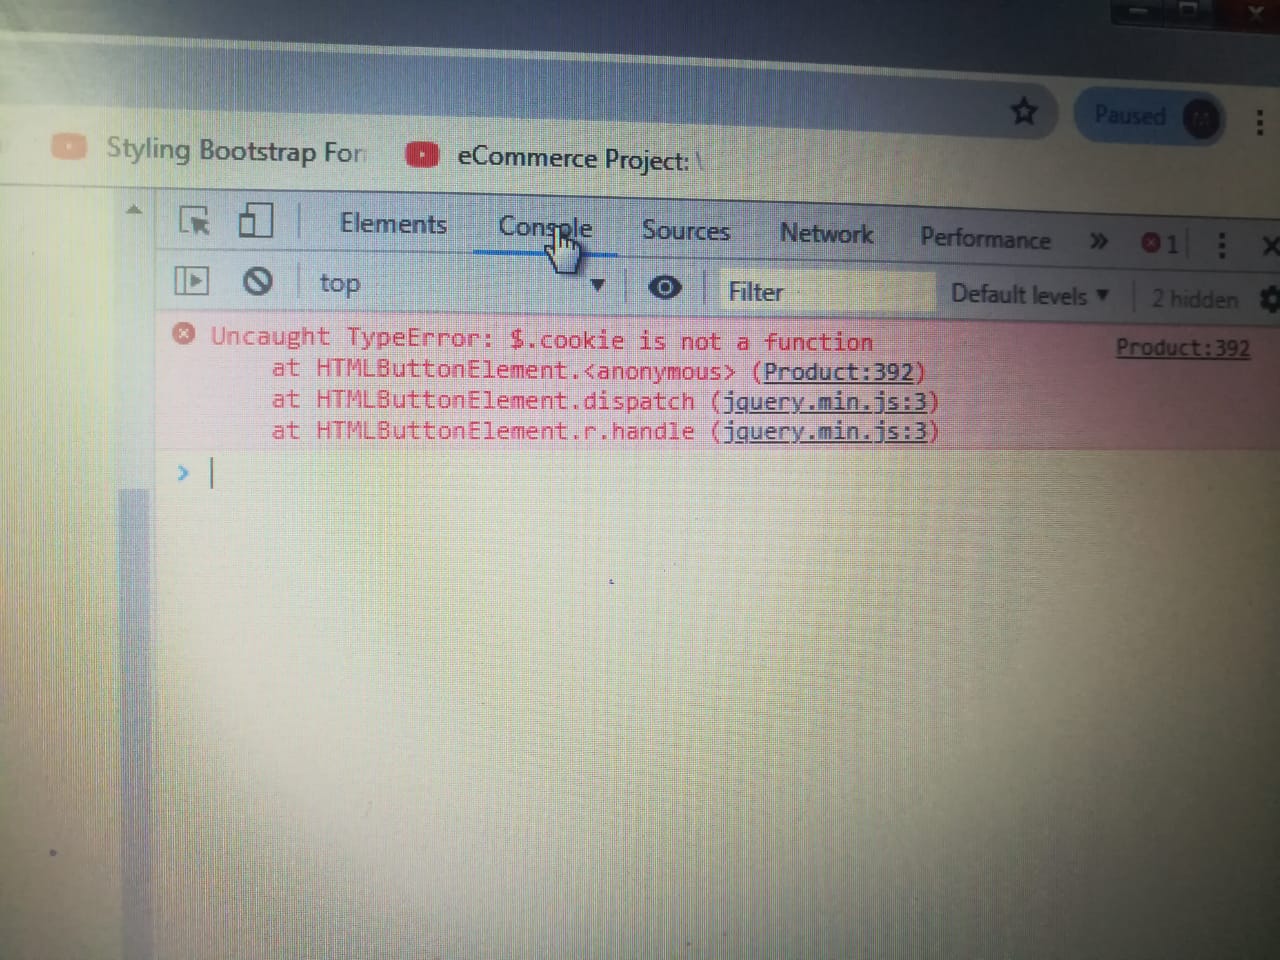 Paused
Styling Bootstrap For
eCommerce Project:
Elements Console Sources Network Performance » 1
top Filter Default levels 2 hidden
Uncaught TypeError: $.cookie is not a function Product:392
at HTMLButtonElement.<anonymous> (Product:392)
at HTMLButtonElement.dispatch (jquery.min.js:3)
at HTMLButtonElement.r.handle (jquery.min.js:3)